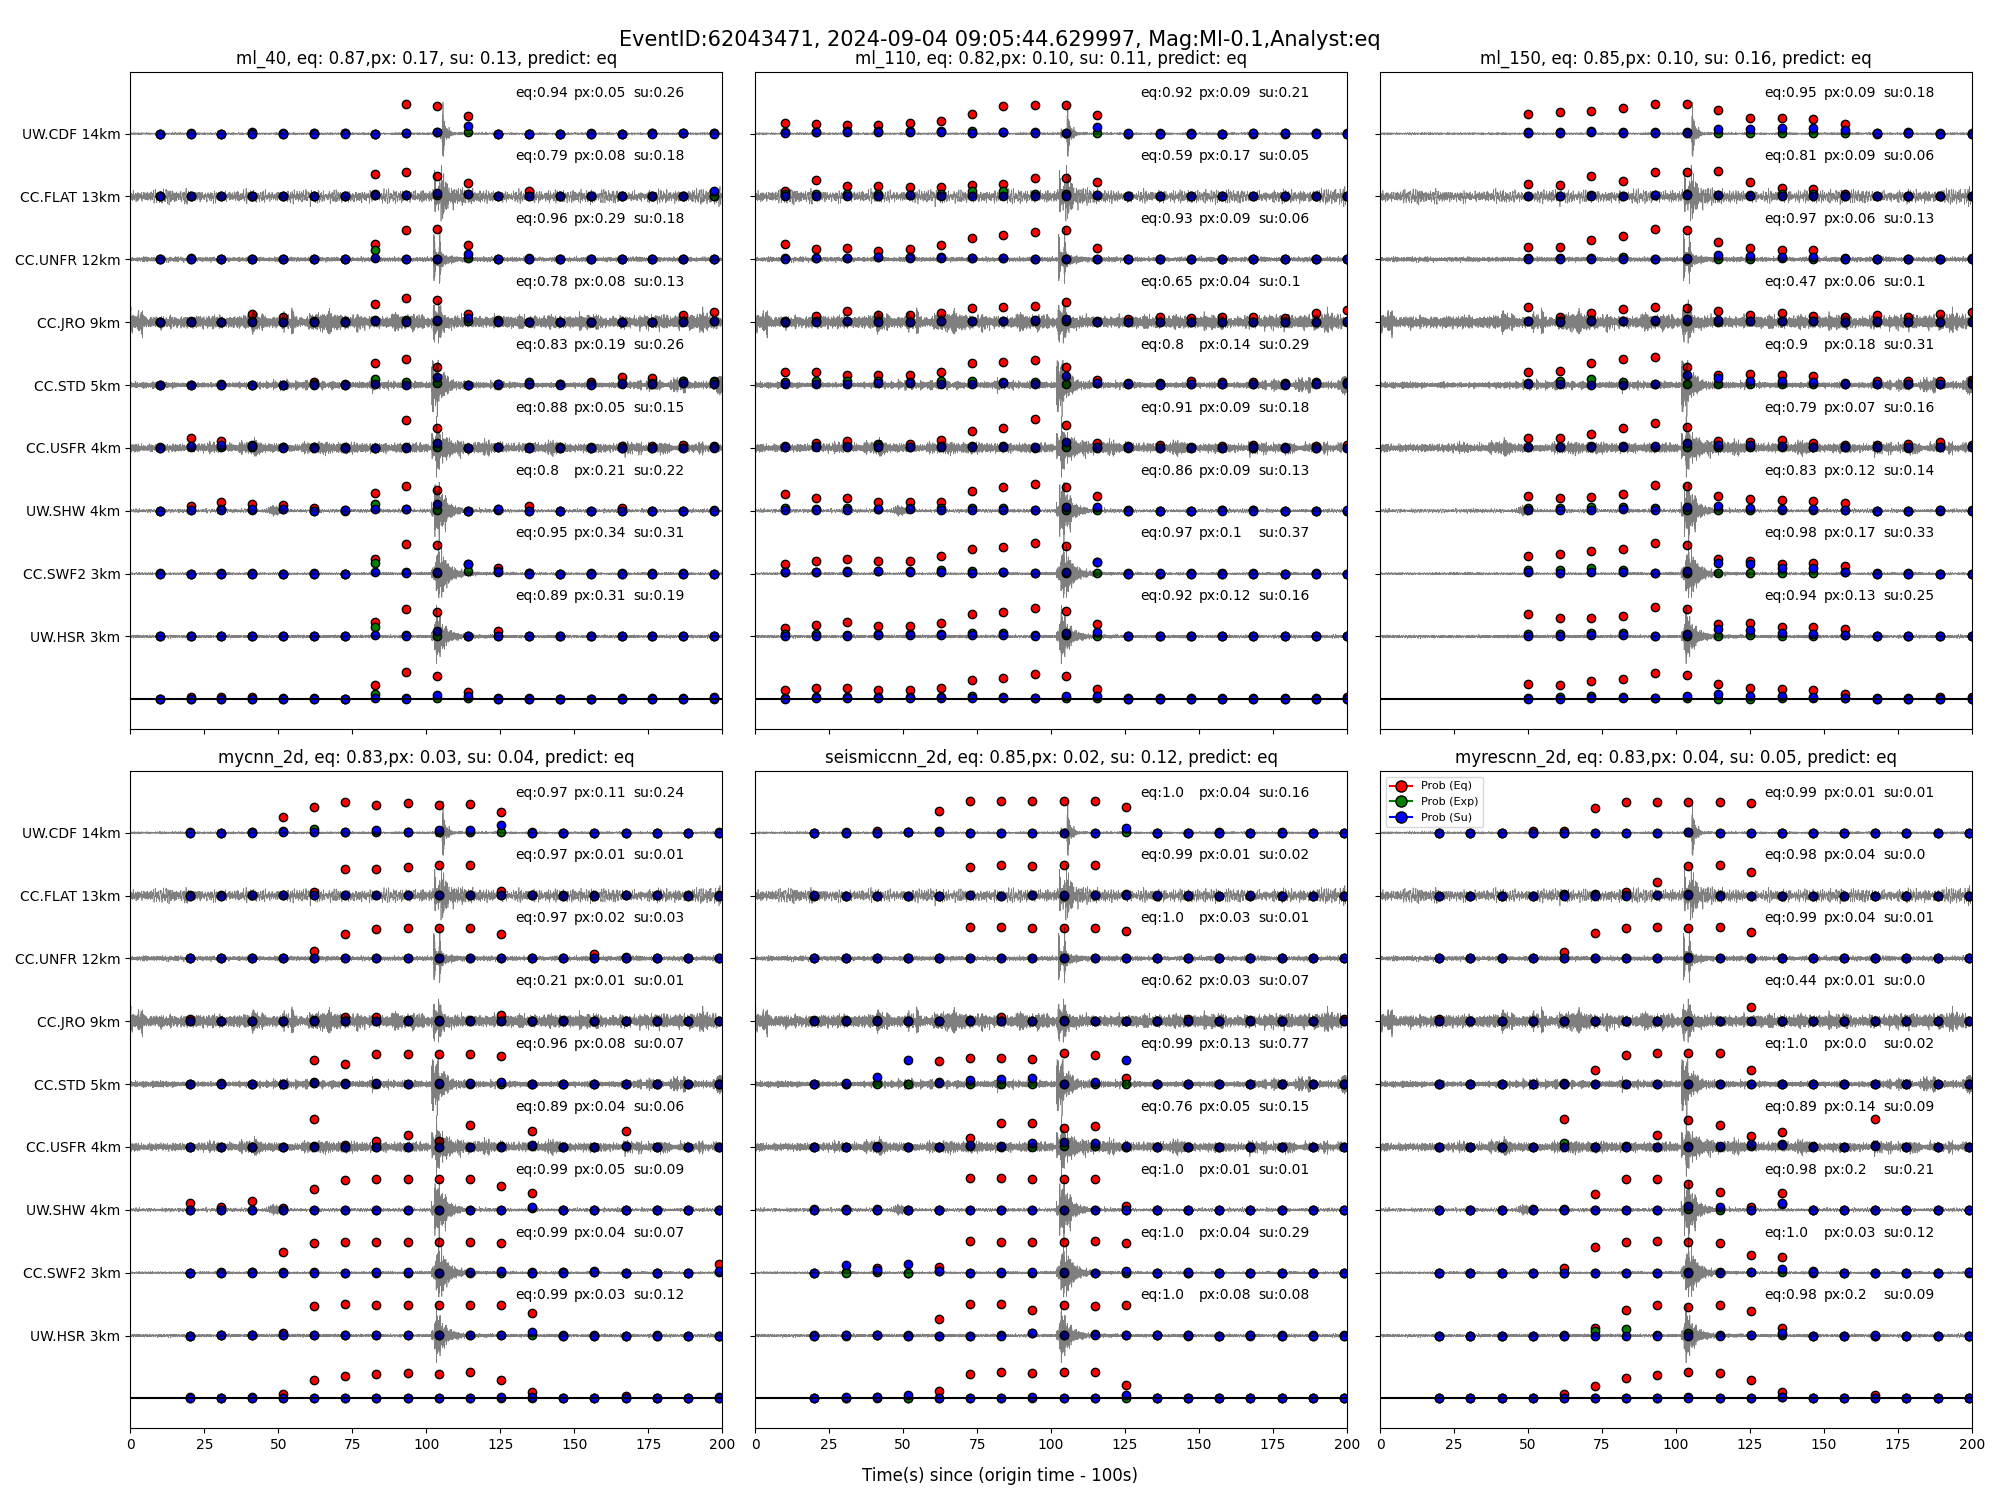 EventID:62043471, 2024-09-04 09:05:44.629997, Mag:Ml-0.1,Analyst:eq
ml_40, eq: 0.87,px: 0.17, su: 0.13, predict: eq
UW.CDF 14km
eq:0.94 px:0.05 su:0.26
CC.FLAT 13km
eq:0.79 px:0.08 su:0.18
CC.UNFR 12km
eq:0.96 px:0.29 su:0.18
CC.JRO 9km
eq:0.78 px:0.08 su:0.13
CC.STD 5km
eq:0.83 px:0.19 su:0.26
CC.USFR 4km
eq:0.88 px:0.05 su:0.15
UW.SHW 4km
eq:0.8 px:0.21 su:0.22
CC.SWF2 3km
eq:0.95 px:0.34 su:0.31
UW.HSR 3km
eq:0.89 px:0.31 su:0.19
ml_110, eq: 0.82,px: 0.10, su: 0.11, predict: eq
eq:0.92 px:0.09 su:0.21
eq:0.59 px:0.17 su:0.05
eq:0.93 px:0.09 su:0.06
eq:0.65 px:0.04 su:0.1
eq:0.8 px:0.14 su:0.29
eq:0.91 px:0.09 su:0.18
eq:0.86 px:0.09 su:0.13
eq:0.97 px:0.1 su:0.37
eq:0.92 px:0.12 su:0.16
ml_150, eq: 0.85,px: 0.10, su: 0.16, predict: eq
eq:0.95 px:0.09 su:0.18
eq:0.81 px:0.09 su:0.06
eq:0.97 px:0.06 su:0.13
eq:0.47 px:0.06 su:0.1
eq:0.9 px:0.18 su:0.31
eq:0.79 px:0.07 su:0.16
eq:0.83 px:0.12 su:0.14
eq:0.98 px:0.17 su:0.33
eq:0.94 px:0.13 su:0.25
mycnn_2d, eq: 0.83,px: 0.03, su: 0.04, predict: eq
UW.CDF 14km
eq:0.97 px:0.11 su:0.24
CC.FLAT 13km
eq:0.97 px:0.01 su:0.01
CC.UNFR 12km
eq:0.97 px:0.02 su:0.03
CC.JRO 9km
eq:0.21 px:0.01 su:0.01
CC.STD 5km
eq:0.96 px:0.08 su:0.07
CC.USFR 4km
eq:0.89 px:0.04 su:0.06
UW.SHW 4km
eq:0.99 px:0.05 su:0.09
CC.SWF2 3km
eq:0.99 px:0.04 su:0.07
UW.HSR 3km
eq:0.99 px:0.03 su:0.12
0 25 50 75 100 125 150 175 200
seismiccnn_2d, eq: 0.85,px: 0.02, su: 0.12, predict: eq
eq:1.0 px:0.04 su:0.16
eq:0.99 px:0.01 su:0.02
eq:1.0 px:0.03 su:0.01
eq:0.62 px:0.03 su:0.07
eq:0.99 px:0.13 su:0.77
eq:0.76 px:0.05 su:0.15
eq:1.0 px:0.01 su:0.01
eq:1.0 px:0.04 su:0.29
eq:1.0 px:0.08 su:0.08
0 25 50 75 100 125 150 175 200
myrescnn_2d, eq: 0.83,px: 0.04, su: 0.05, predict: eq
Prob (Eq)
Prob (Exp)
Prob (Su)
eq:0.99 px:0.01 su:0.01
eq:0.98 px:0.04 su:0.0
eq:0.99 px:0.04 su:0.01
eq:0.44 px:0.01 su:0.0
eq:1.0 px:0.0 su:0.02
eq:0.89 px:0.14 su:0.09
eq:0.98 px:0.2 su:0.21
eq:1.0 px:0.03 su:0.12
eq:0.98 px:0.2 su:0.09
0 25 50 75 100 125 150 175 200
Time(s) since (origin time - 100s)